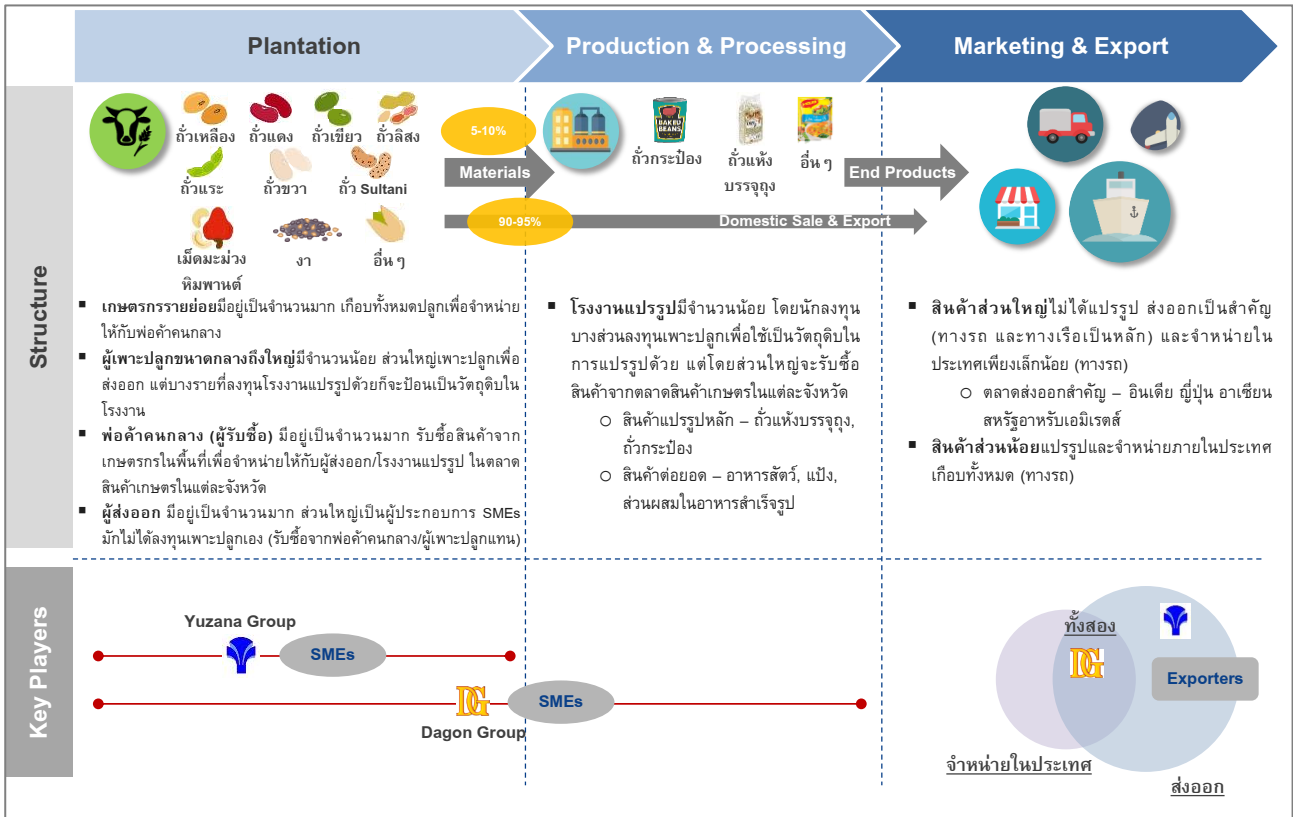 Plantation
Production & Processing
Marketing & Export
Structure
ถั่วเหลือง
ถั่วแดง
ถั่วเขียว
ถั่วลิสง
ถั่วแระ
ถั่วขวา
ถั่ว Sultani
เม็ดมะม่วง
หิมพานต์
งา
อื่น ๆ
5-10%
Materials
90-95%
Domestic Sale & Export
BAKED
BEANS
ถั่วกระป๋อง
ถั่วแห้ง
บรรจุถุง
อื่น ๆ
End Products
▪ เกษตรกรรายย่อยมีอยู่เป็นจำนวนมาก เกือบทั้งหมดปลูกเพื่อจำหน่าย
ให้กับพ่อค้าคนกลาง
▪ ผู้เพาะปลูกขนาดกลางถึงใหญ่มีจำนวนน้อย ส่วนใหญ่เพาะปลูกเพื่อ
ส่งออก แต่บางรายที่ลงทุนโรงงานแปรรูปด้วยก็จะป้อนเป็นวัตถุดิบใน
โรงงาน
▪ พ่อค้าคนกลาง (ผู้รับซื้อ) มีอยู่เป็นจำนวนมาก รับซื้อสินค้าจาก
เกษตรกรในพื้นที่เพื่อจำหน่ายให้กับผู้ส่งออก/โรงงานแปรรูป ในตลาด
สินค้าเกษตรในแต่ละจังหวัด
▪ ผู้ส่งออก มีอยู่เป็นจำนวนมาก ส่วนใหญ่เป็นผู้ประกอบการ SMEs
มักไม่ได้ลงทุนเพาะปลูกเอง (รับซื้อจากพ่อค้าคนกลาง/ผู้เพาะปลูกแทน)
▪ โรงงานแปรรูปมีจำนวนน้อย โดยนักลงทุน
บางส่วนลงทุนเพาะปลูกเพื่อใช้เป็นวัตถุดิบใน
การแปรรูปด้วย แต่โดยส่วนใหญ่จะรับซื้อ
สินค้าจากตลาดสินค้าเกษตรในแต่ละจังหวัด
○ สินค้าแปรรูปหลัก – ถั่วแห้งบรรจุถุง,
ถั่วกระป๋อง
○ สินค้าต่อยอด – อาหารสัตว์, แป้ง,
ส่วนผสมในอาหารสำเร็จรูป
▪ สินค้าส่วนใหญ่ไม่ได้แปรรูป ส่งออกเป็นสำคัญ
(ทางรถ และทางเรือเป็นหลัก) และจำหน่ายใน
ประเทศเพียงเล็กน้อย (ทางรถ)
○ ตลาดส่งออกสำคัญ – อินเดีย ญี่ปุ่น อาเซียน
สหรัฐอาหรับเอมิเรตส์
▪ สินค้าส่วนน้อยแปรรูปและจำหน่ายภายในประเทศ
เกือบทั้งหมด (ทางรถ)
Key Players
Yuzana Group
SMEs
DG
SMEs
Dagon Group
ทั้งสอง
DG
Exporters
จำหน่ายในประเทศ
ส่งออก